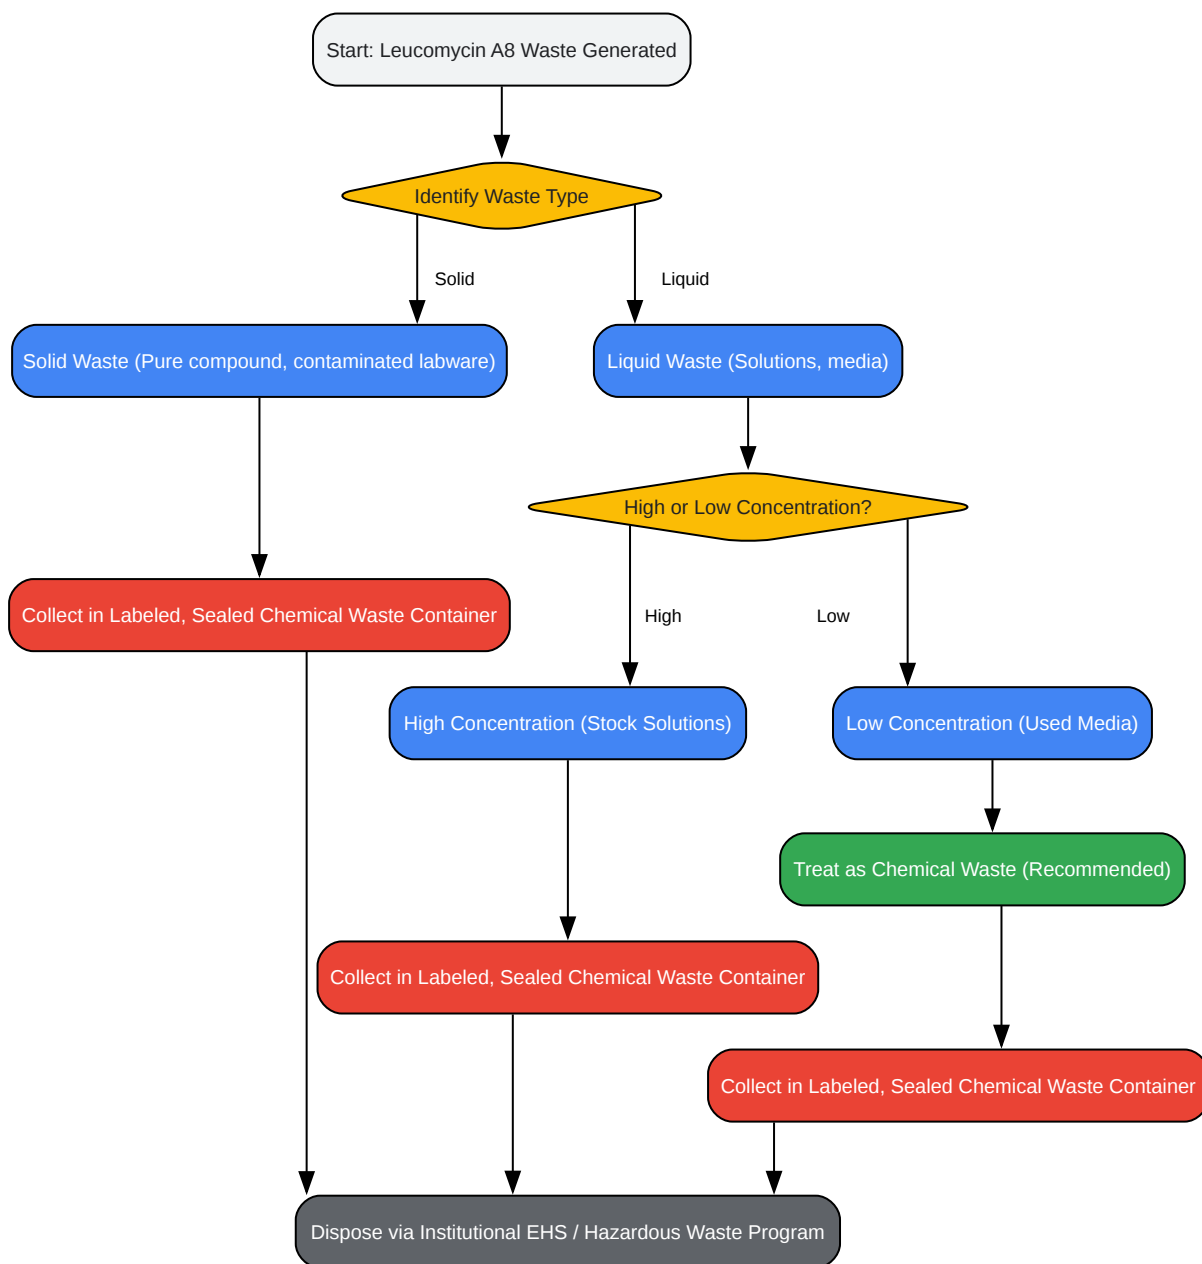 Start: Leucomycin A8 Waste Generated
Identify Waste Type
Solid
Liquid
Solid Waste (Pure compound, contaminated labware)
Liquid Waste (Solutions, media)
High or Low Concentration?
Collect in Labeled, Sealed Chemical Waste Container
High
Low
High Concentration (Stock Solutions)
Low Concentration (Used Media)
Treat as Chemical Waste (Recommended)
Collect in Labeled, Sealed Chemical Waste Container
Collect in Labeled, Sealed Chemical Waste Container
Dispose via Institutional EHS / Hazardous Waste Program